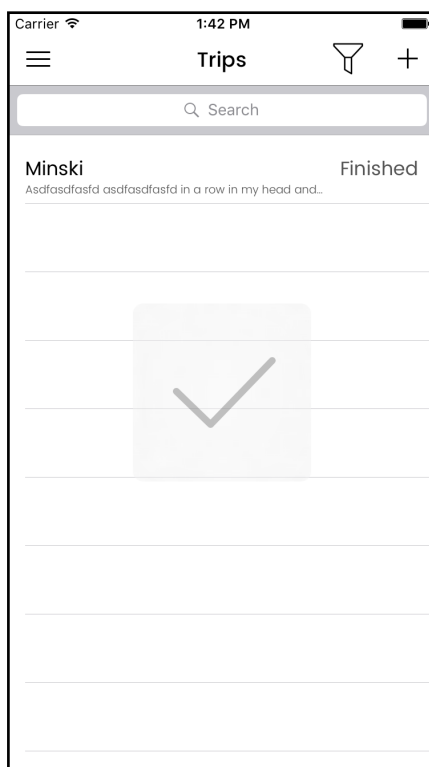 Carrier 1:42 PM
Trips
Search
Minski Finished
Asdfasdfasfd asdfasdfasfd in a row in my head and...